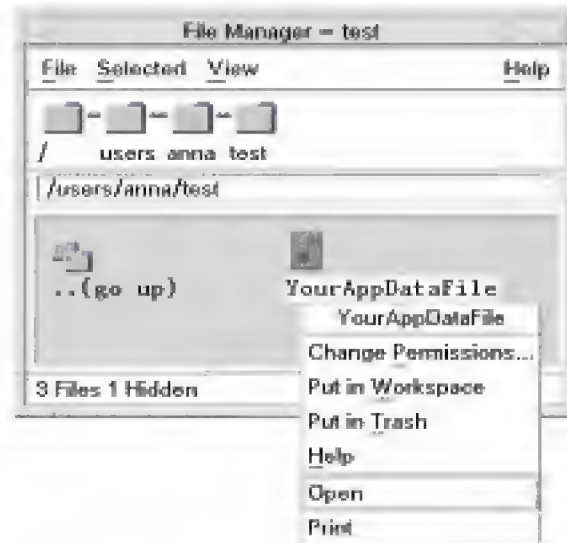 File Manager - test
File Selected View Help
/ users anna test
/users/anna/test
..(go up) YourAppDataFile
YourAppDataFile
Change Permissions...
3 Files 1 Hidden
Put in Workspace
Put in Trash
Help
Open
Print